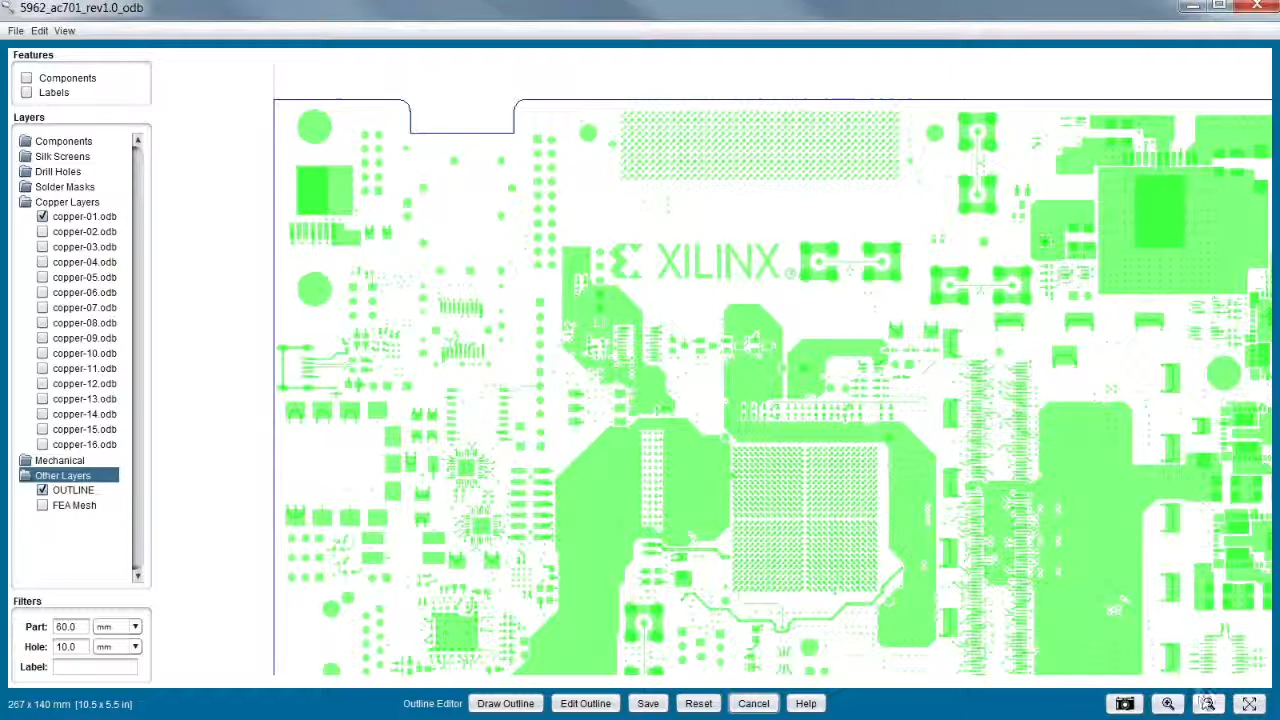 5962_ac701_rev1.0_odb
File Edit View
Features
Components
Labels
Layers
Components
Silk Screens
Drill Holes
Solder Masks
Copper Layers
copper-01.odb
copper-02.odb
copper-03.odb
copper-04.odb
copper-05.odb
copper-06.odb
copper-07.odb
copper-08.odb
copper-09.odb
copper-10.odb
copper-11.odb
copper-12.odb
copper-13.odb
copper-14.odb
copper-15.odb
copper-16.odb
Mechanical
Other Layers
OUTLINE
FEA Mesh
Filters
Part: 60.0 mm
Hole: 10.0 mm
Label:
XILINX®
267 x 140 mm [10.5 x 5.5 in]
Outline Editor Draw Outline Edit Outline Save Reset Cancel Help